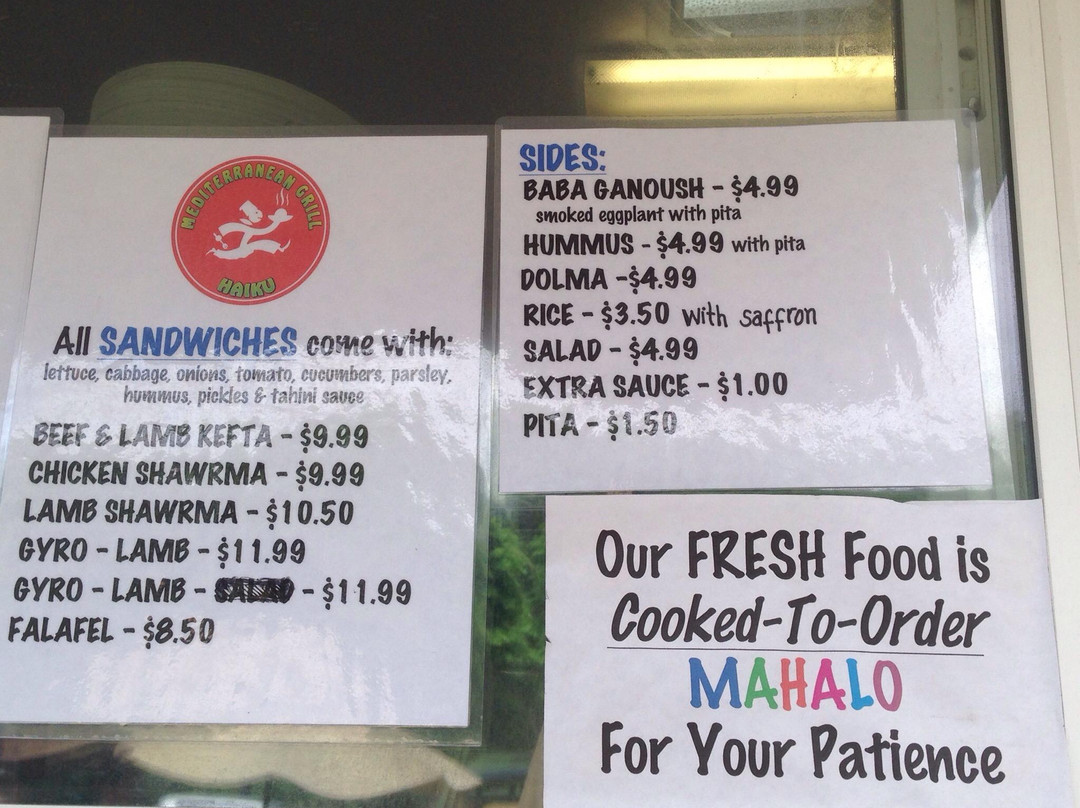 MEDITERRANEAN GRILL
HAIKU
All SANDWICHES come with:
lettuce, cabbage, onions, tomato, cucumbers, parsley,
hummus, pickles & tahini sauce
BEEF & LAMB KEFTA - $9.99
CHICKEN SHAWRMA - $9.99
LAMB SHAWRMA - $10.50
GYRO - LAMB - $11.99
GYRO - LAMB - - $11.99
FALAFEL - $8.50
SIDES:
BABA GANOUSH - $4.99
smoked eggplant with pita
HUMMUS - $4.99 with pita
DOLMA -$4.99
RICE - $3.50 with saffron
SALAD - $4.99
EXTRA SAUCE - $1.00
PITA - $1.50
Our FRESH Food is
Cooked-To-Order
MAHALO
For Your Patience